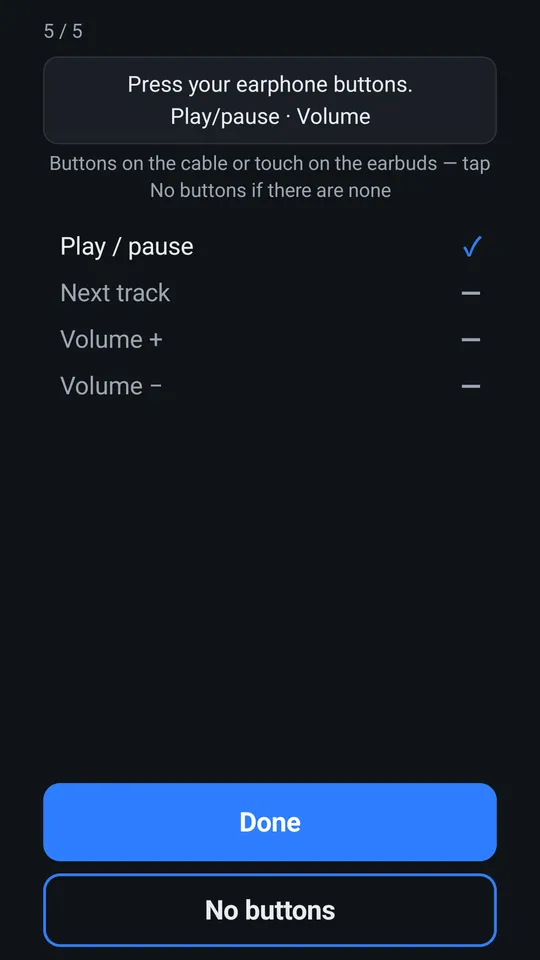 5 / 5
Press your earphone buttons.
Play/pause · Volume
Buttons on the cable or touch on the earbuds — tap
No buttons if there are none
Play / pause ✓
Next track —
Volume + —
Volume − —
Done
No buttons